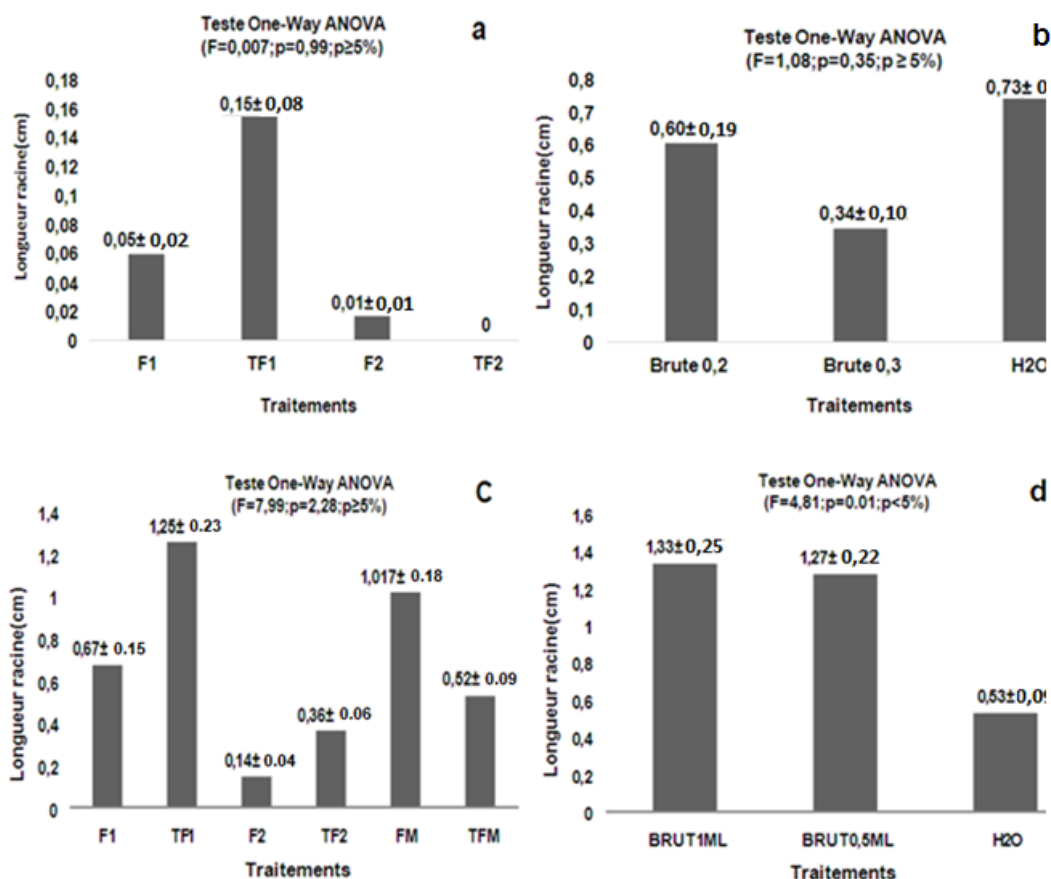 Teste One-Way ANOVA
(F=0,007;p=0,99;p≥5%)
a
Longueur racine(cm)
0,18
0,16
0,14
0,12
0,1
0,08
0,06
0,04
0,02
0
0,05± 0,02
0,15± 0,08
0,01± 0,01
0
F1
TF1
F2
TF2
Traitements
Teste One-Way ANOVA
(F=1,08;p=0,35;p ≥ 5%)
b
Longueur racine(cm)
0,8
0,7
0,6
0,5
0,4
0,3
0,2
0,1
0
0,60± 0,19
0,34± 0,10
0,73± 0
Brute 0,2
Brute 0,3
H2O
Traitements
Teste One-Way ANOVA
(F=7,99;p=2,28;p≥5%)
c
Longueur racine(cm)
1,4
1,2
1
0,8
0,6
0,4
0,2
0
0,67± 0.15
1,25± 0.23
0,14± 0.04
0,36± 0.06
1,017± 0.18
0,52± 0.09
F1
TFI
F2
TF2
FM
TFM
Traitements
Teste One-Way ANOVA
(F=4,81;p=0.01;p<5%)
d
Longueur racine(cm)
1,6
1,4
1,2
1
0,8
0,6
0,4
0,2
0
1,33± 0,25
1,27± 0,22
0,53± 0,09
BRUT1ML
BRUT0,5ML
H2O
Traitements